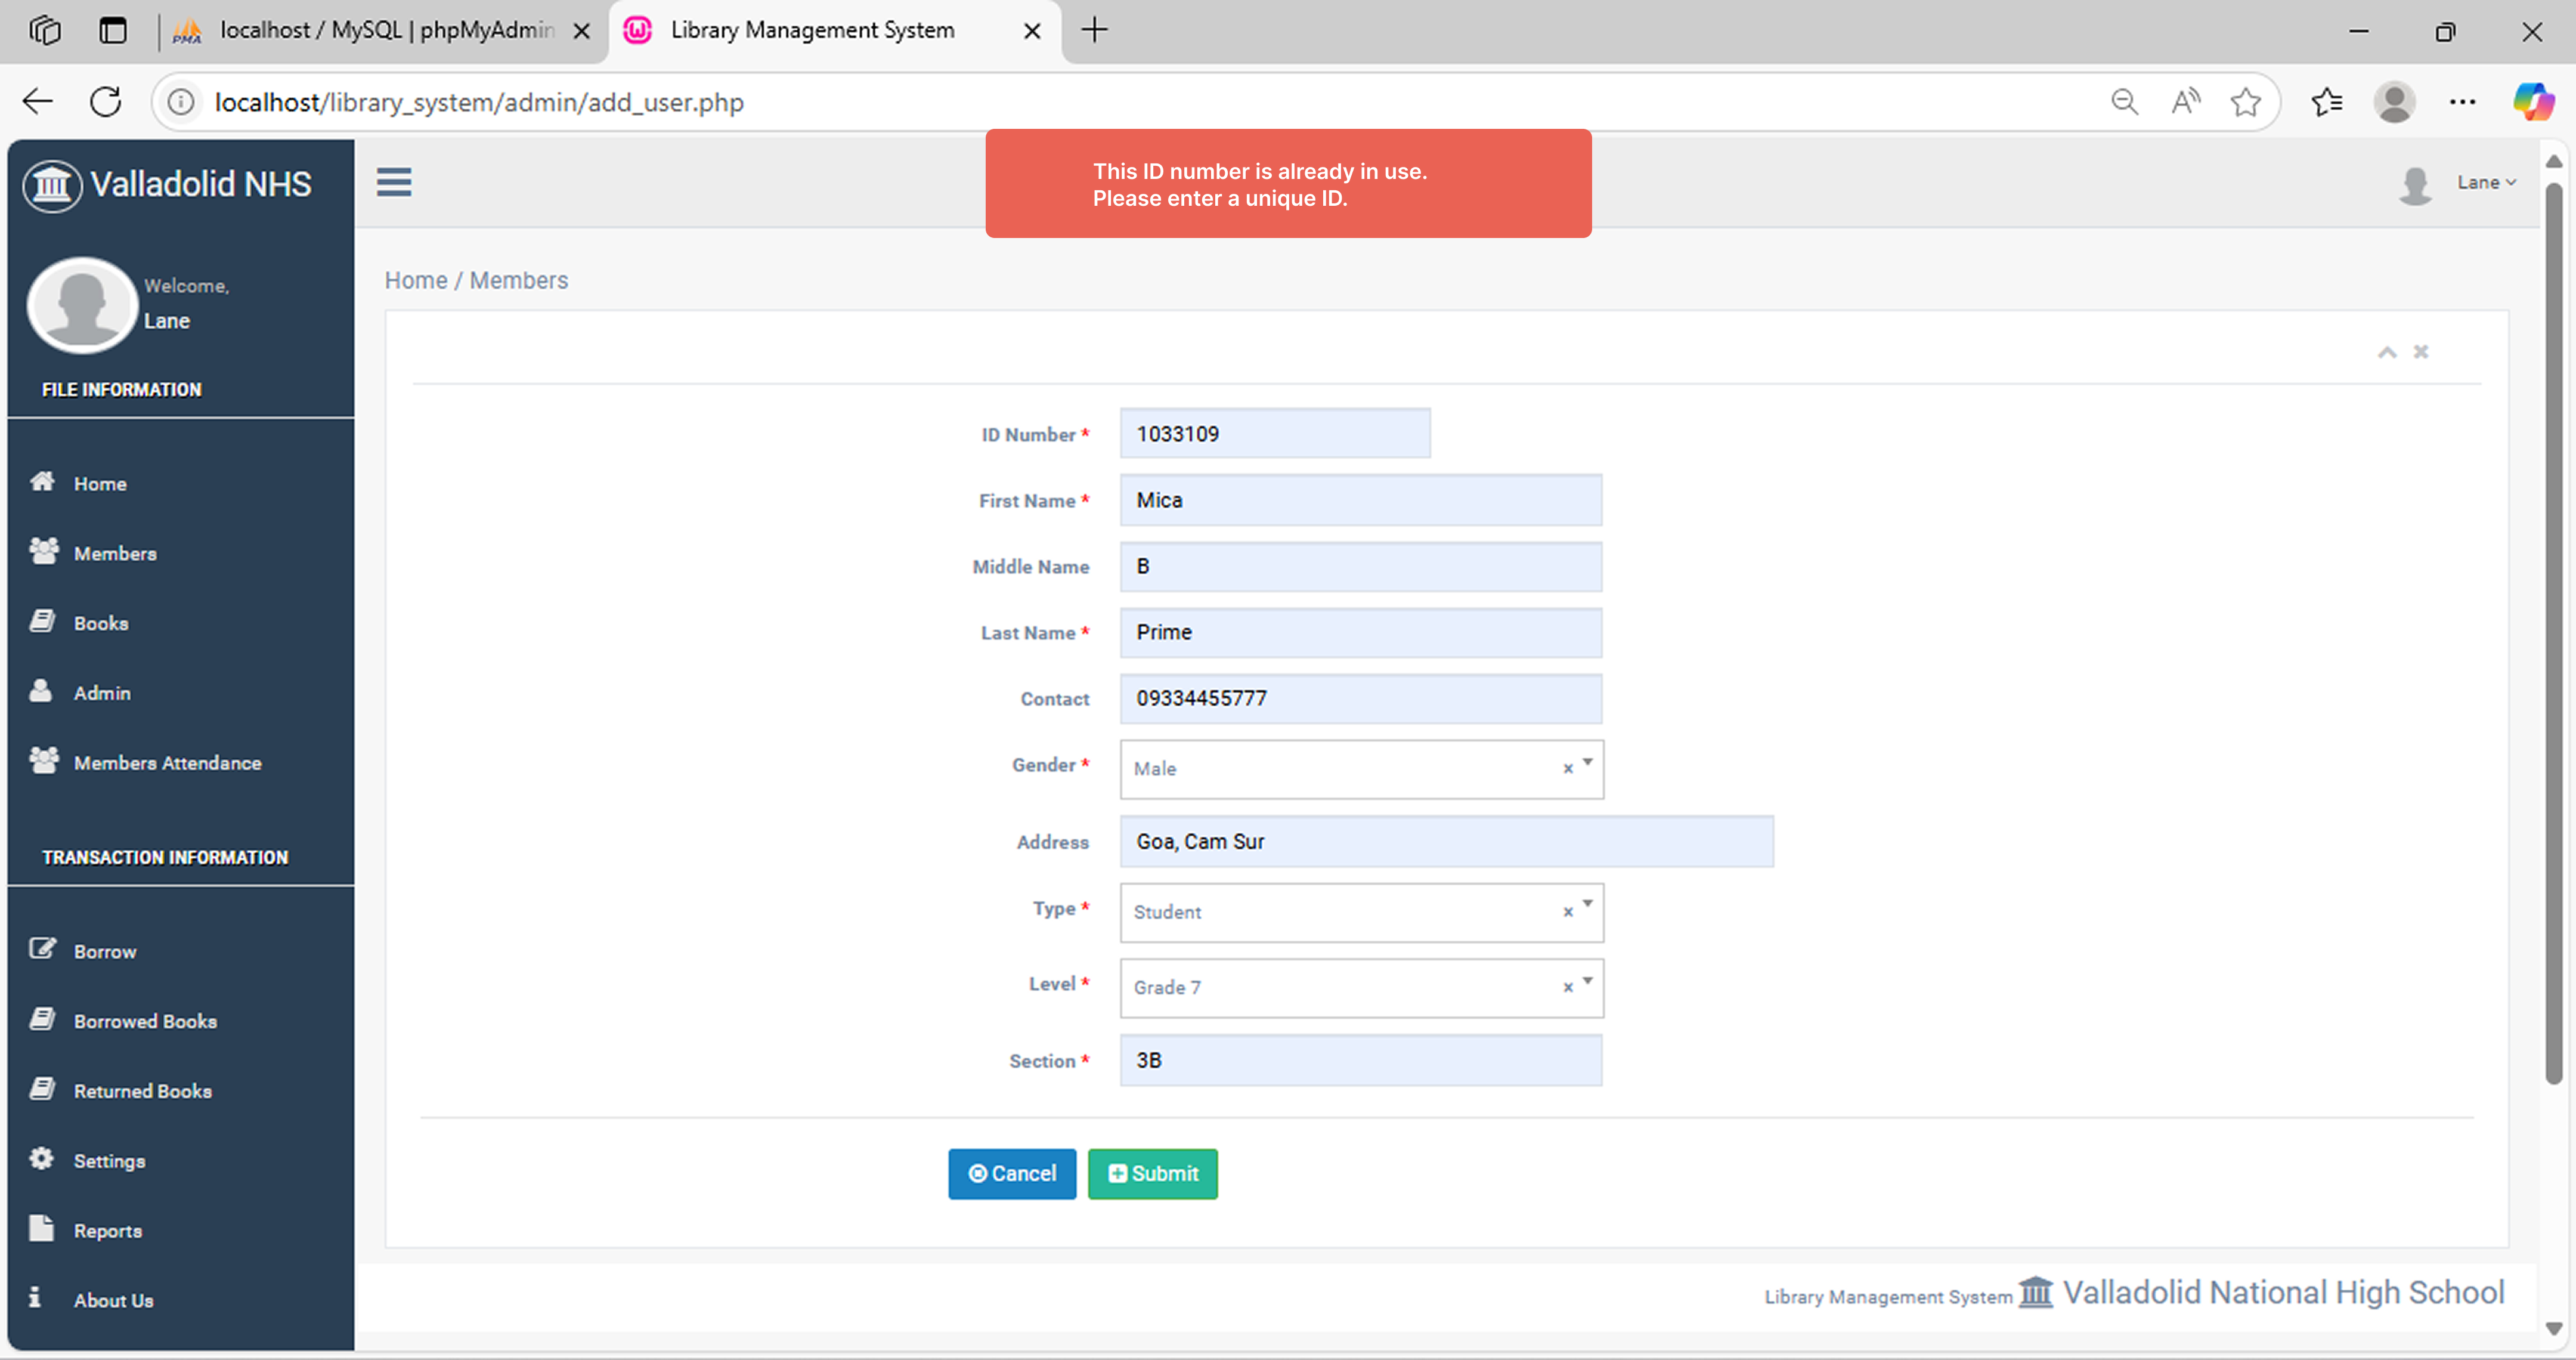 localhost / MySQL | phpMyAdmin
Library Management System
localhost/library_system/admin/add_user.php
This ID number is already in use.
Please enter a unique ID.
Valladolid NHS
Lane
Welcome,
Lane
Home / Members
FILE INFORMATION
Home
Members
Books
Admin
Members Attendance
TRANSACTION INFORMATION
Borrow
Borrowed Books
Returned Books
Settings
Reports
About Us
ID Number * 1033109
First Name * Mica
Middle Name B
Last Name * Prime
Contact 09334455777
Gender * Male
Address Goa, Cam Sur
Type * Student
Level * Grade 7
Section * 3B
Cancel Submit
Library Management System Valladolid National High School